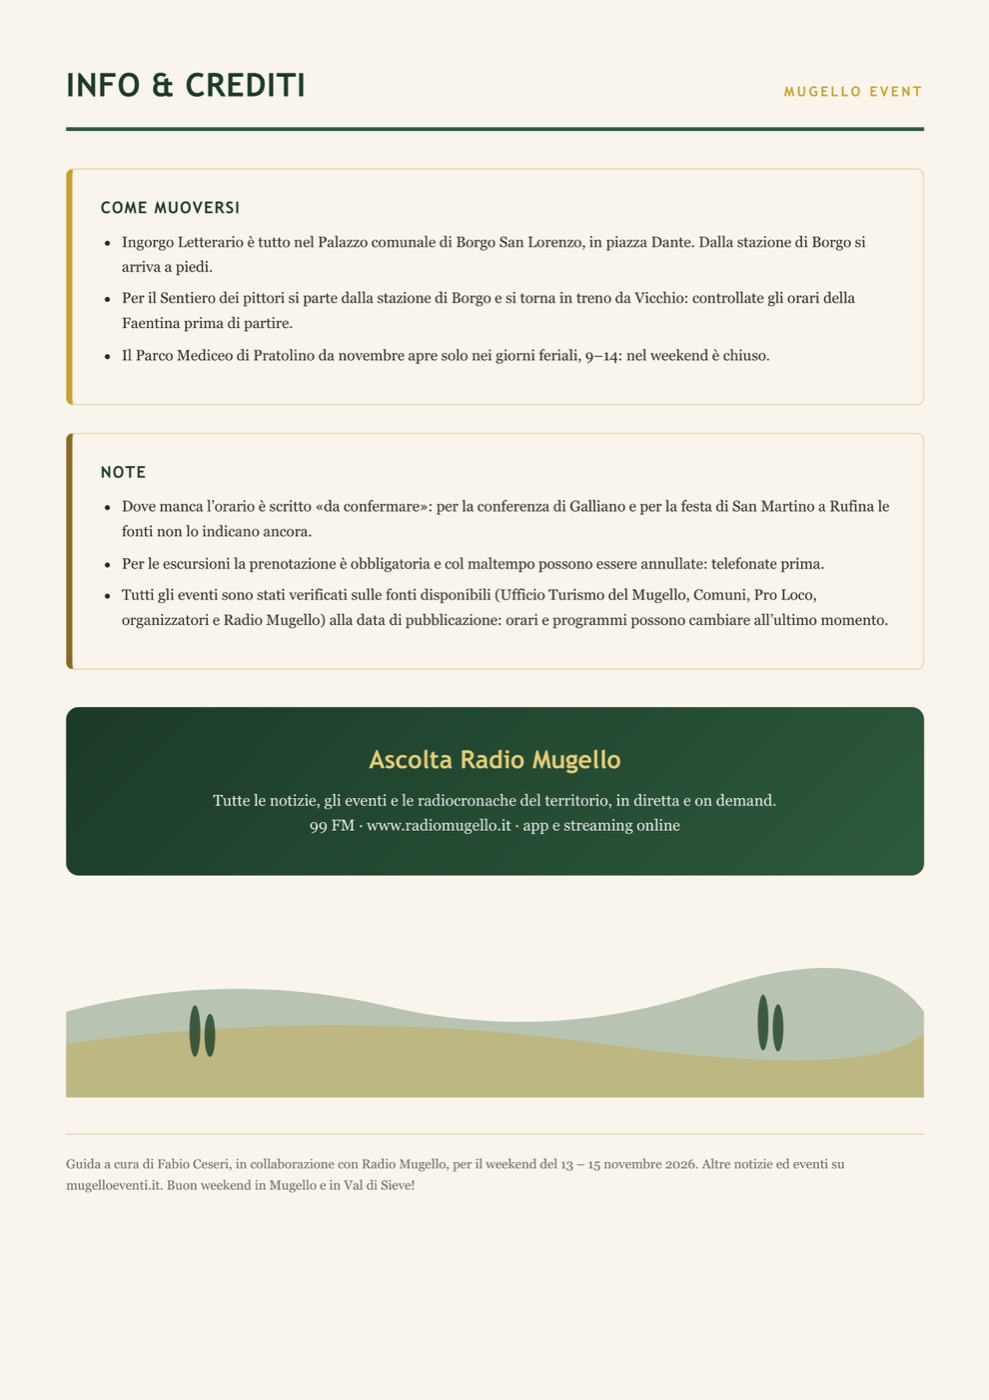 INFO & CREDITI
MUGELLO EVENT
COME MUOVERSI
• Ingorgo Letterario è tutto nel Palazzo comunale di Borgo San Lorenzo, in piazza Dante. Dalla stazione di Borgo si
arriva a piedi.
• Per il Sentiero dei pittori si parte dalla stazione di Borgo e si torna in treno da Vicchio: controllate gli orari della
Faentina prima di partire.
• Il Parco Mediceo di Pratolino da novembre apre solo nei giorni feriali, 9–14: nel weekend è chiuso.
NOTE
• Dove manca l’orario è scritto «da confermare»: per la conferenza di Galliano e per la festa di San Martino a Rufina le
fonti non lo indicano ancora.
• Per le escursioni la prenotazione è obbligatoria e col maltempo possono essere annullate: telefonate prima.
• Tutti gli eventi sono stati verificati sulle fonti disponibili (Ufficio Turismo del Mugello, Comuni, Pro Loco,
organizzatori e Radio Mugello) alla data di pubblicazione: orari e programmi possono cambiare all’ultimo momento.
Ascolta Radio Mugello
Tutte le notizie, gli eventi e le radiocronache del territorio, in diretta e on demand.
99 FM · www.radiomugello.it · app e streaming online
Guida a cura di Fabio Ceseri, in collaborazione con Radio Mugello, per il weekend del 13 – 15 novembre 2026. Altre notizie ed eventi su
mugelloeventi.it. Buon weekend in Mugello e in Val di Sieve!